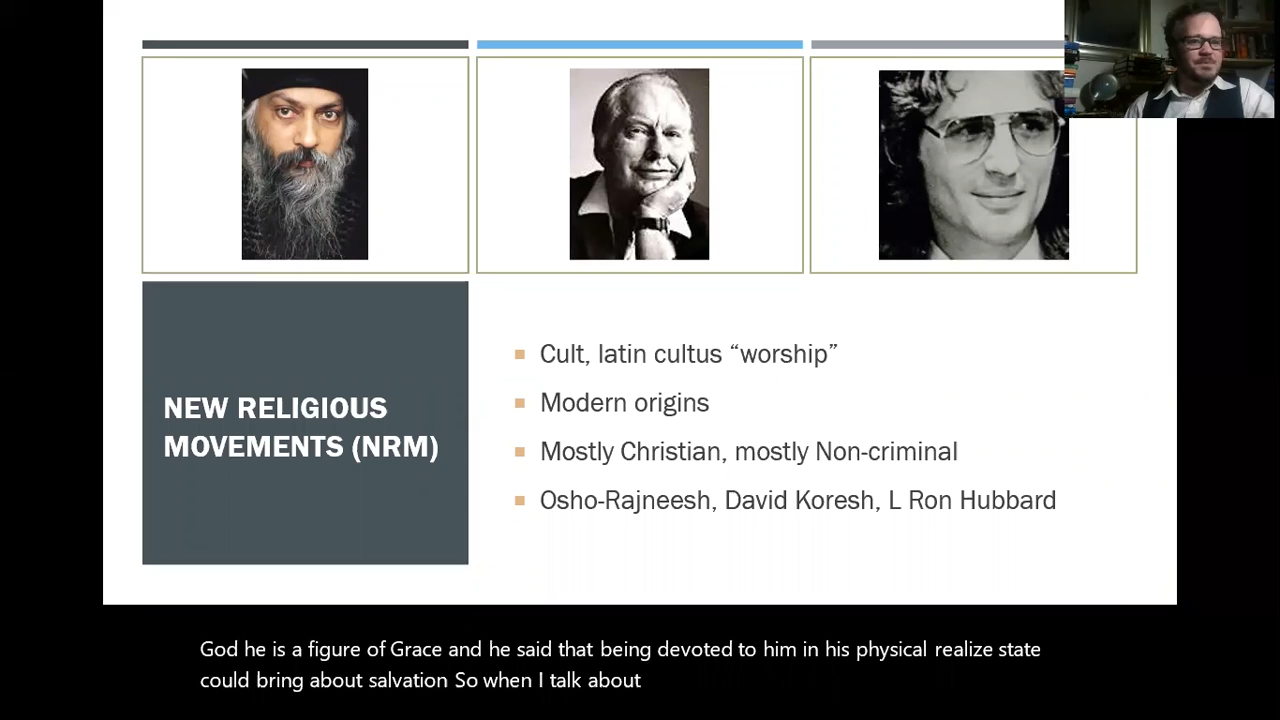 NEW RELIGIOUS
MOVEMENTS (NRM)
Cult, latin cultus “worship”
Modern origins
Mostly Christian, mostly Non-criminal
Osho-Rajneesh, David Koresh, L Ron Hubbard
God he is a figure of Grace and he said that being devoted to him in his physical realize state
could bring about salvation So when I talk about